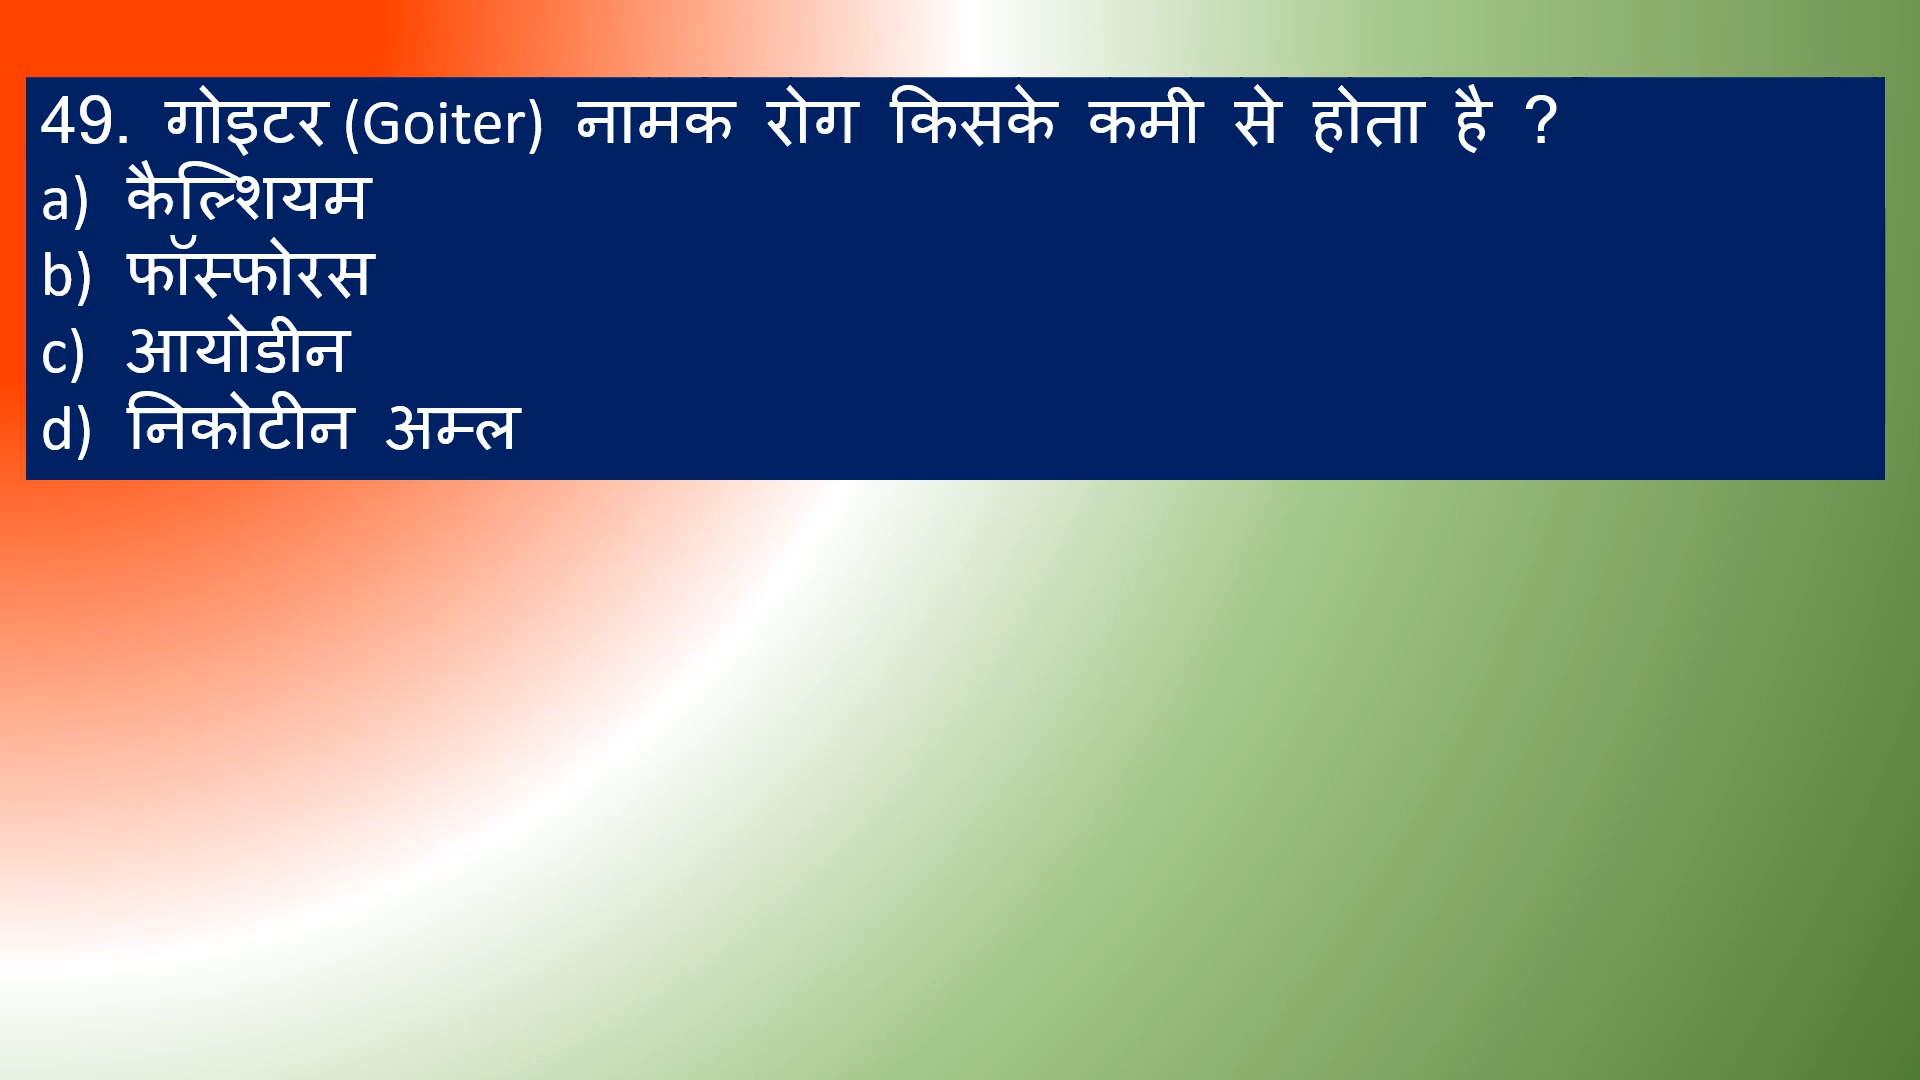 49. गोइटर (Goiter) नामक रोग किसके कमी से होता है ?
a) कैल्शियम
b) फॉस्फोरस
c) आयोडीन
d) निकोटीन अम्ल